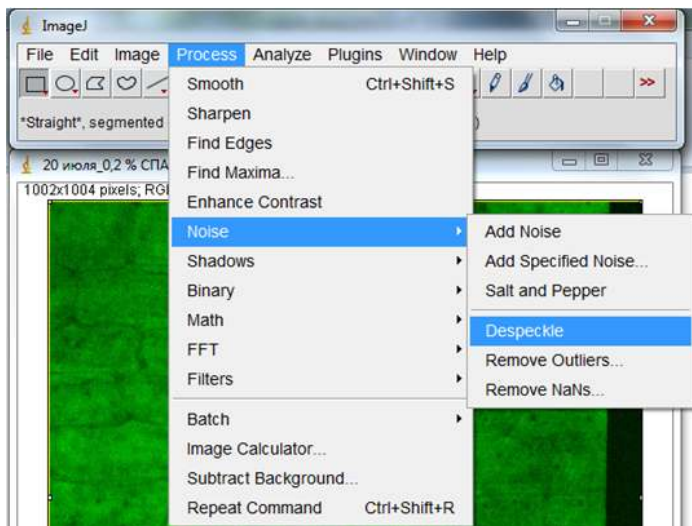 ImageJ
File Edit Image Process Analyze Plugins Window Help
>>
*Straight*, segmented
)
20 июля_0,2 % СПА
1002x1004 pixels; RG
Smooth Ctrl+Shift+S
Sharpen
Find Edges
Find Maxima...
Enhance Contrast
Noise
Shadows
Binary
Math
FFT
Filters
Batch
Image Calculator...
Subtract Background...
Repeat Command Ctrl+Shift+R
Add Noise
Add Specified Noise...
Salt and Pepper
Despeckle
Remove Outliers...
Remove NaNs...